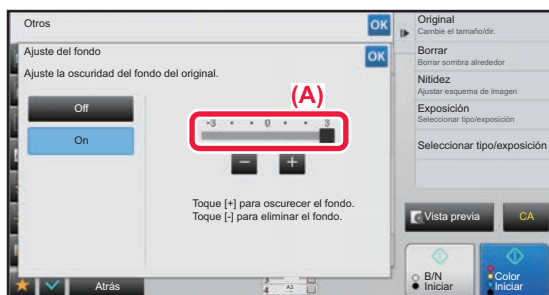 Otros
OK
Ajuste del fondo
OK
Ajuste la oscuridad del fondo del original.
Off
On
(A)
-3 • • 0 • • 3
− +
Toque [+] para oscurecer el fondo.
Toque [-] para eliminar el fondo.
Atrás
3
4
A3
Original
Cambie el tamaño/dir.
Borrar
Borrar sombra alrededor
Nitidez
Ajustar esquema de imagen
Exposición
Seleccionar tipo/exposición
Seleccionar tipo/exposición
Vista previa
CA
B/N
Iniciar
Color
Iniciar